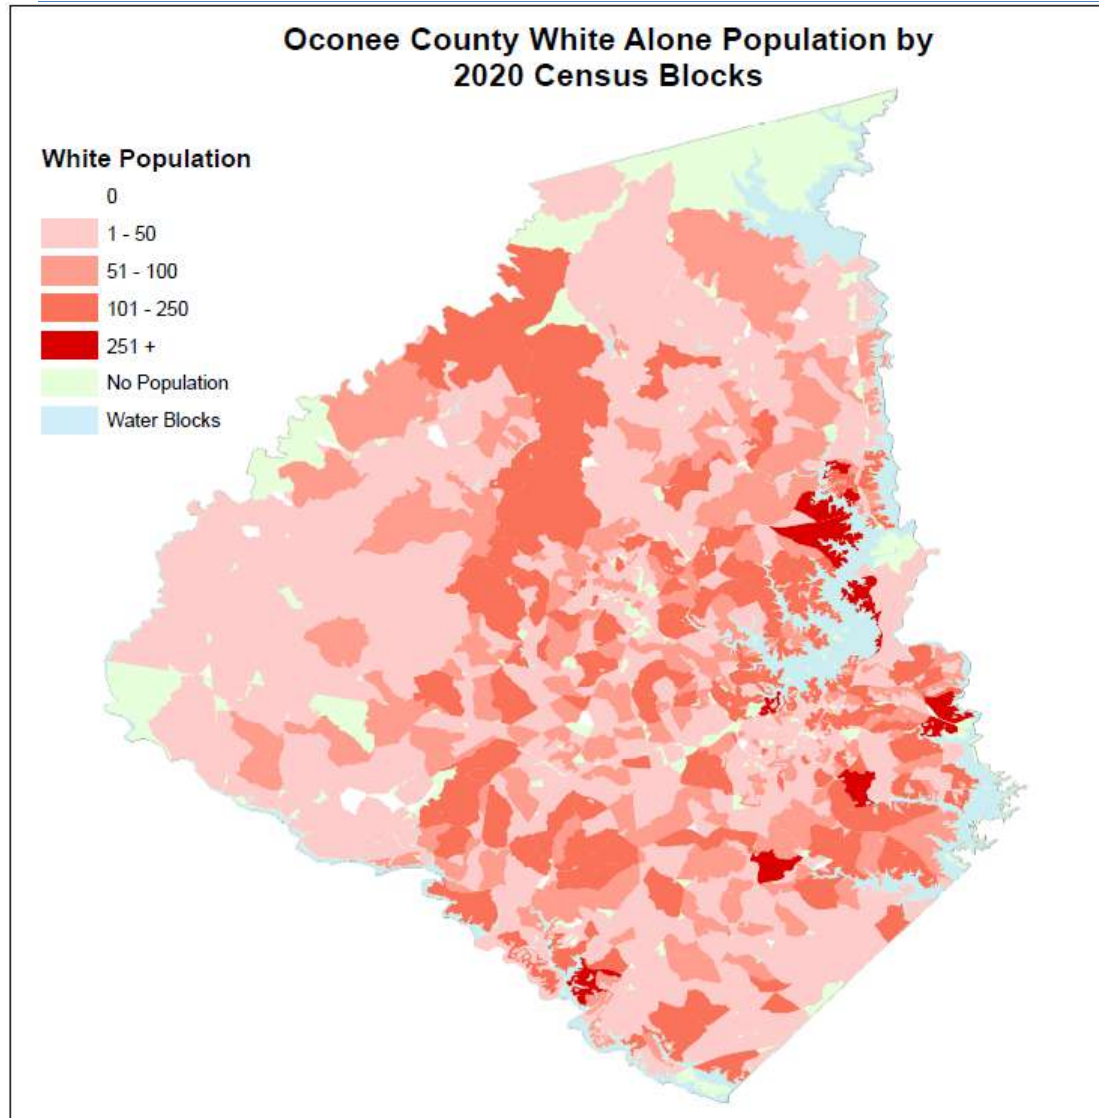 Oconee County White Alone Population by
2020 Census Blocks
White Population
0
1 - 50
51 - 100
101 - 250
251 +
No Population
Water Blocks